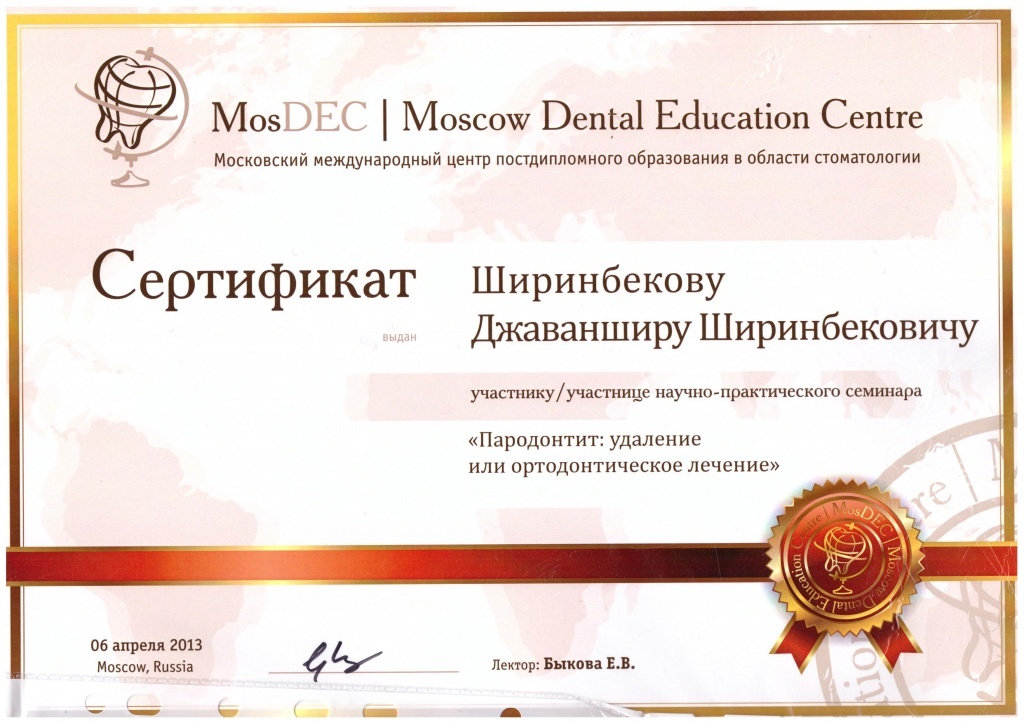 MosDEC | Moscow Dental Education Centre
Московский международный центр постдипломного образования в области стоматологии
Сертификат
выдан
Ширинбекову
Джаванширу Ширинбековичу
участнику/участнице научно-практического семинара
«Пародонтит: удаление
или ортодонтическое лечение»
MosDEC | Moscow Dental Education Centre |
06 апреля 2013
Moscow, Russia
Лектор: Быкова Е.В.